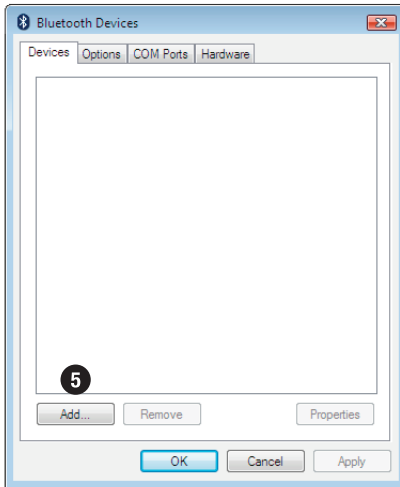 Bluetooth Devices
Devices Options COM Ports Hardware
5
Add... Remove Properties
OK Cancel Apply